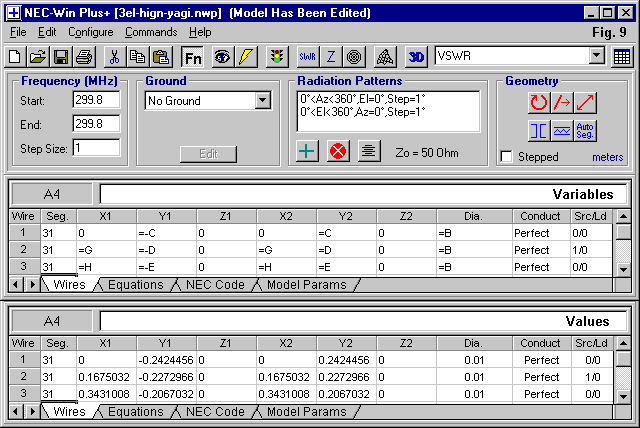 NEC-Win Plus+ [3el-hign-yagi.nwp] (Model Has Been Edited)
File Edit Configure Commands Help Fig. 9
Fn SWR Z 3D VSWR
Frequency (MHz) Ground Radiation Patterns Geometry
Start: 299.8 No Ground 0°<Az<360°,El=0°,Step=1°
0°<El<360°,Az=0°,Step=1°
End: 299.8
Auto Seg.
Step Size: 1 Edit Zo = 50 Ohm Stepped meters
A4 Variables
Wire Seg. X1 Y1 Z1 X2 Y2 Z2 Dia. Conduct Src/Ld
1 31 0 =-C 0 0 =C 0 =B Perfect 0/0
2 31 =G =-D 0 =G =D 0 =B Perfect 1/0
3 31 =H =-E 0 =H =E 0 =B Perfect 0/0
Wires Equations NEC Code Model Params
A4 Values
Wire Seg. X1 Y1 Z1 X2 Y2 Z2 Dia. Conduct Src/Ld
1 31 0 -0.2424456 0 0 0.2424456 0 0.01 Perfect 0/0
2 31 0.1675032 -0.2272966 0 0.1675032 0.2272966 0 0.01 Perfect 1/0
3 31 0.3431008 -0.2067032 0 0.3431008 0.2067032 0 0.01 Perfect 0/0
Wires Equations NEC Code Model Params